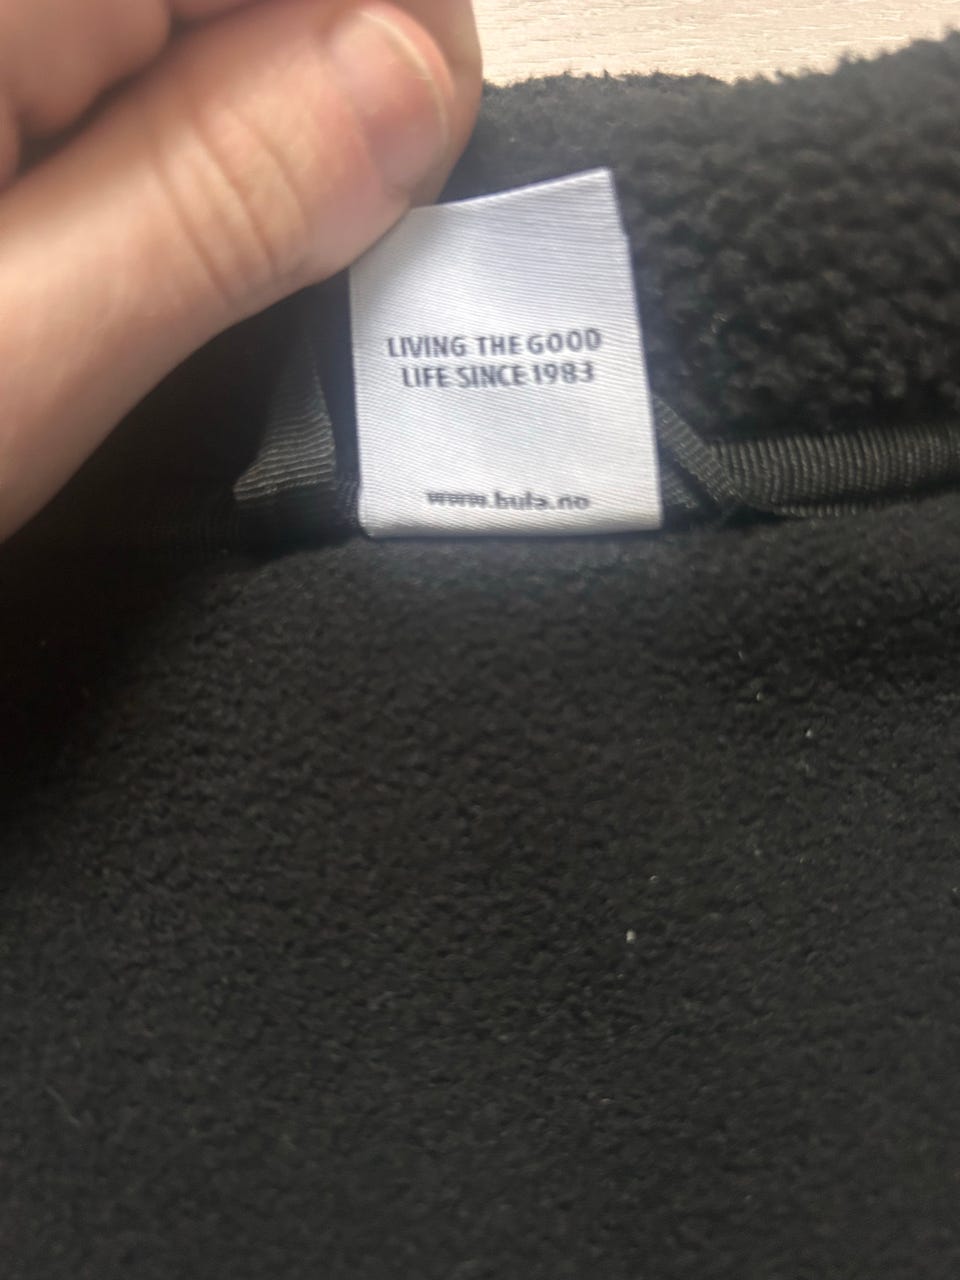 LIVING THE GOOD
LIFE SINCE 1983
www.bula.no